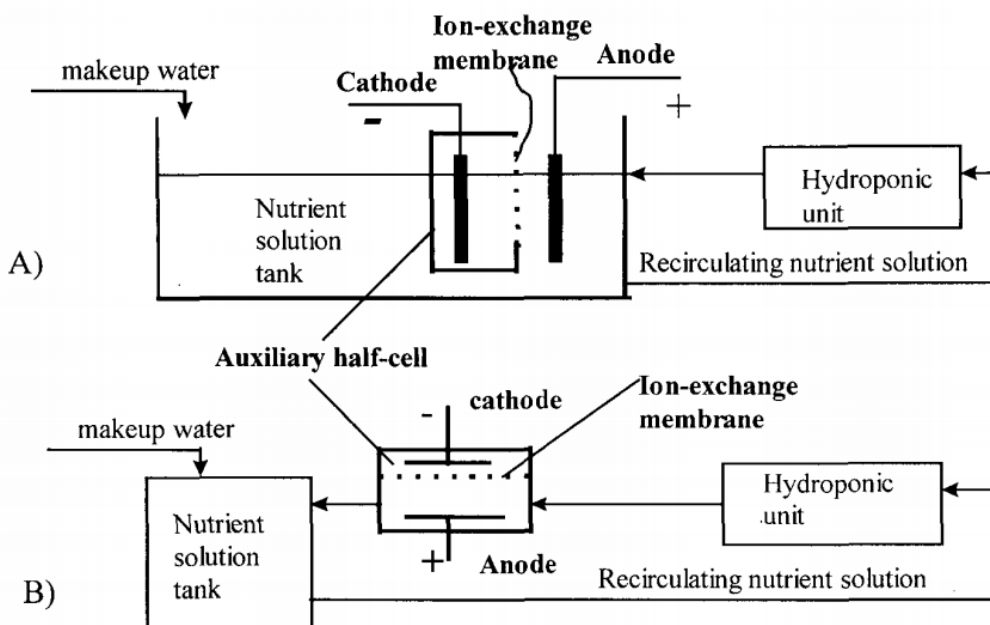 Ion-exchange
membrane
Anode
makeup water
Cathode
-
+
Nutrient
solution
tank
Hydroponic
unit
A)
Recirculating nutrient solution
Auxiliary half-cell
- cathode
Ion-exchange
membrane
makeup water
Nutrient
solution
tank
Hydroponic
unit
+ Anode
Recirculating nutrient solution
B)